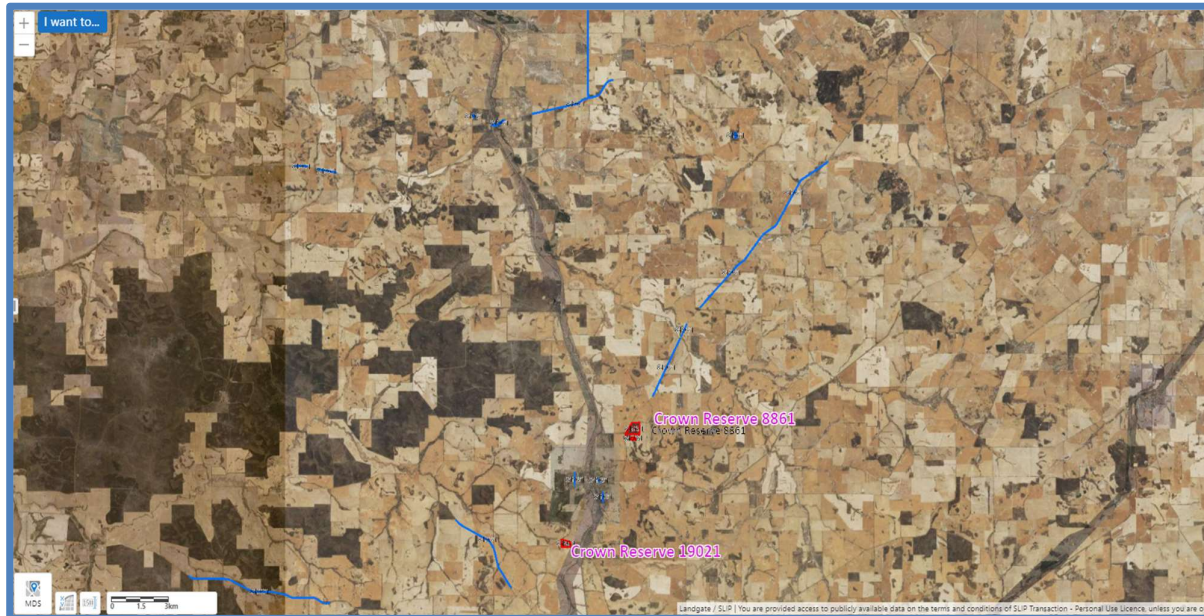 I want to...
Crown Reserve 8861
Crown Reserve 8861
Crown Reserve 19021
MDS
0 1.5 3km
Landgate / SLIP | You are provided access to publicly available data on the terms and conditions of SLIP Transaction - Personal Use Licence, unless you are